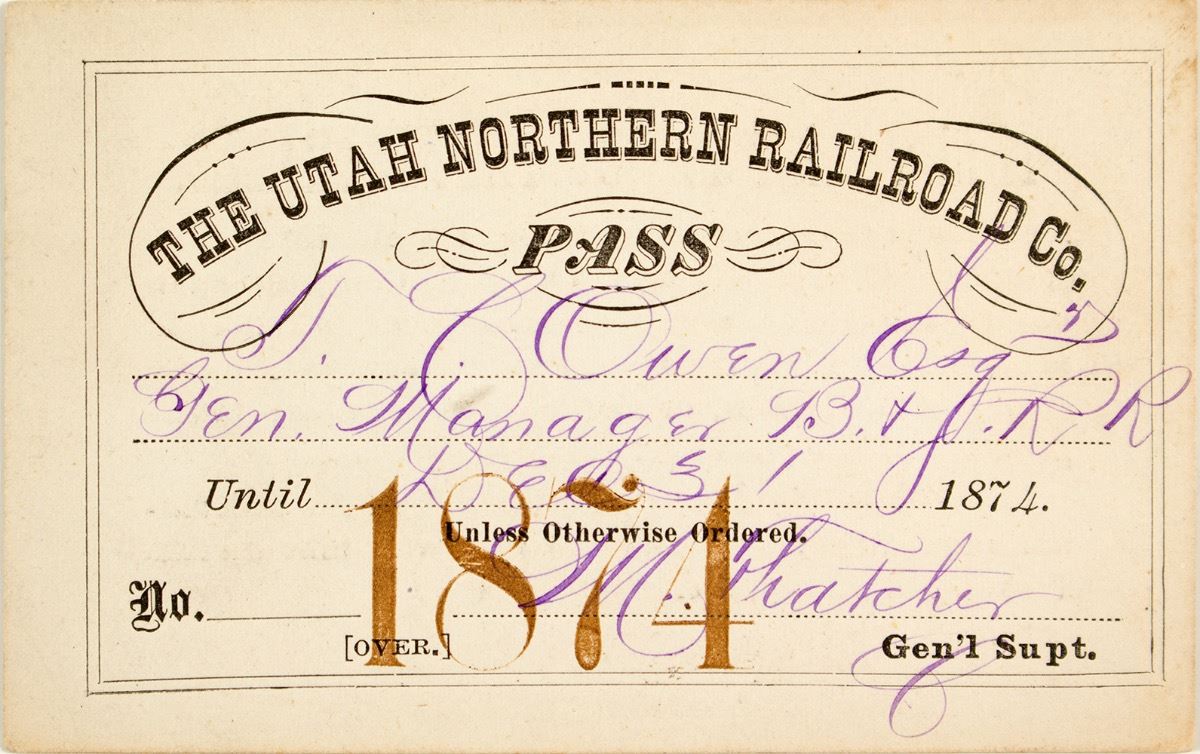 THE UTAH NORTHERN RAILROAD Co.
PASS
T. C. Owen Esqr
Gen. Manager B. & J. R R
Until Dec 31 1874.
1874
Unless Otherwise Ordered.
No. M. Thatcher
[OVER.] Gen'l Supt.